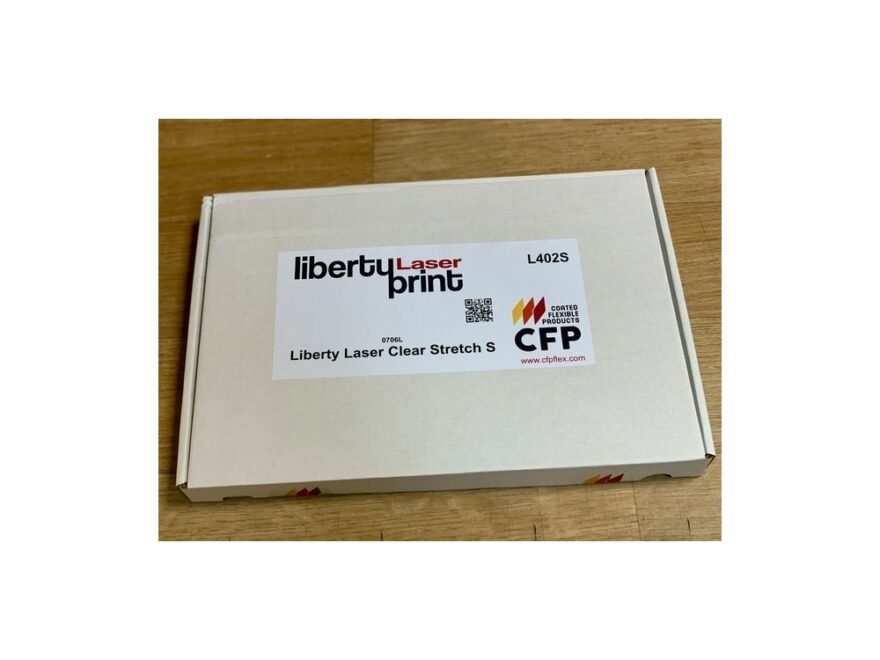 liberty Laser
print
L402S
COATED
FLEXIBLE
PRODUCTS
CFP
www.cfpflex.com
0706L
Liberty Laser Clear Stretch S